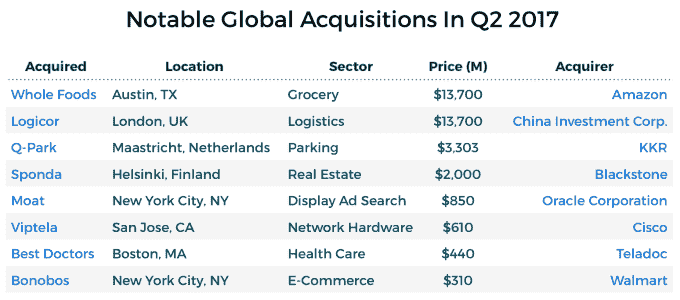 Notable Global Acquisitions In Q2 2017
Acquired Location Sector Price (M) Acquirer
Whole Foods Austin, TX Grocery $13,700 Amazon
Logicor London, UK Logistics $13,700 China Investment Corp.
Q-Park Maastricht, Netherlands Parking $3,303 KKR
Sponda Helsinki, Finland Real Estate $2,000 Blackstone
Moat New York City, NY Display Ad Search $850 Oracle Corporation
Viptela San Jose, CA Network Hardware $610 Cisco
Best Doctors Boston, MA Health Care $440 Teladoc
Bonobos New York City, NY E-Commerce $310 Walmart